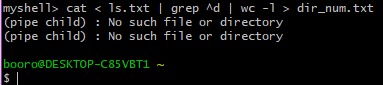 myshell> cat < ls.txt | grep ^d | wc -l > dir_num.txt
(pipe child) : No such file or directory
(pipe child) : No such file or directory
booro@DESKTOP-C85VBT1 ~
$